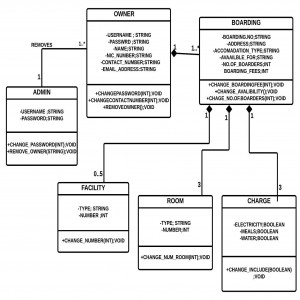 OWNER
-USERNAME ; STRING
-PASSWRD ;STRING
-NAME;STRING
-NIC_NUMBER;STRING
-CONTACT_NUMBER;STRING
-EMAIL_ADDRESS;STRING
+CHANGEPASSWORD(INT);VOID
+CHANGECONTACTNUMBER(INT);VOID
+REMOVEOWNER();VOID
BOARDING
-BOARDING.NO;STRING
-ADDRESS;STRING
-ACCOMADATION_TYPE;STRING
-AVAAILBLE_FOR;STRING
-NO.OF_BOARDERS;INT
BOARDING_FEES;INT
+CHANGE_BOARDINGFEE(INT);VOID
+CHANGE_AVALIBILITY();VOID
+CHAGE_NO.OFBOARDERS(INT);VOID
REMOVES
1..*
1
1..*
1
ADMIN
-USERNAME ;STRING
-PASSWORD;STRING
+CHANGE_PASSWORD(INT);VOID
+REMOVE_OWNER(STRING);VOID
1
1
1
0..5
3
3
FACILITY
-TYPE; STRING
-NUMBER ;INT
+CHANGE_NUMBER(INT);VOID
ROOM
-TYPE; STRING
-NUMBER;INT
+CHANGE_NUM_ROOM(INT);VOID
CHARGE
-ELECTRICITY;BOOLEAN
-MEALS;BOOLEAN
-MATER;BOOLEAN
+CHANGE_INCLUDE(BOOLEAN)
;VOID